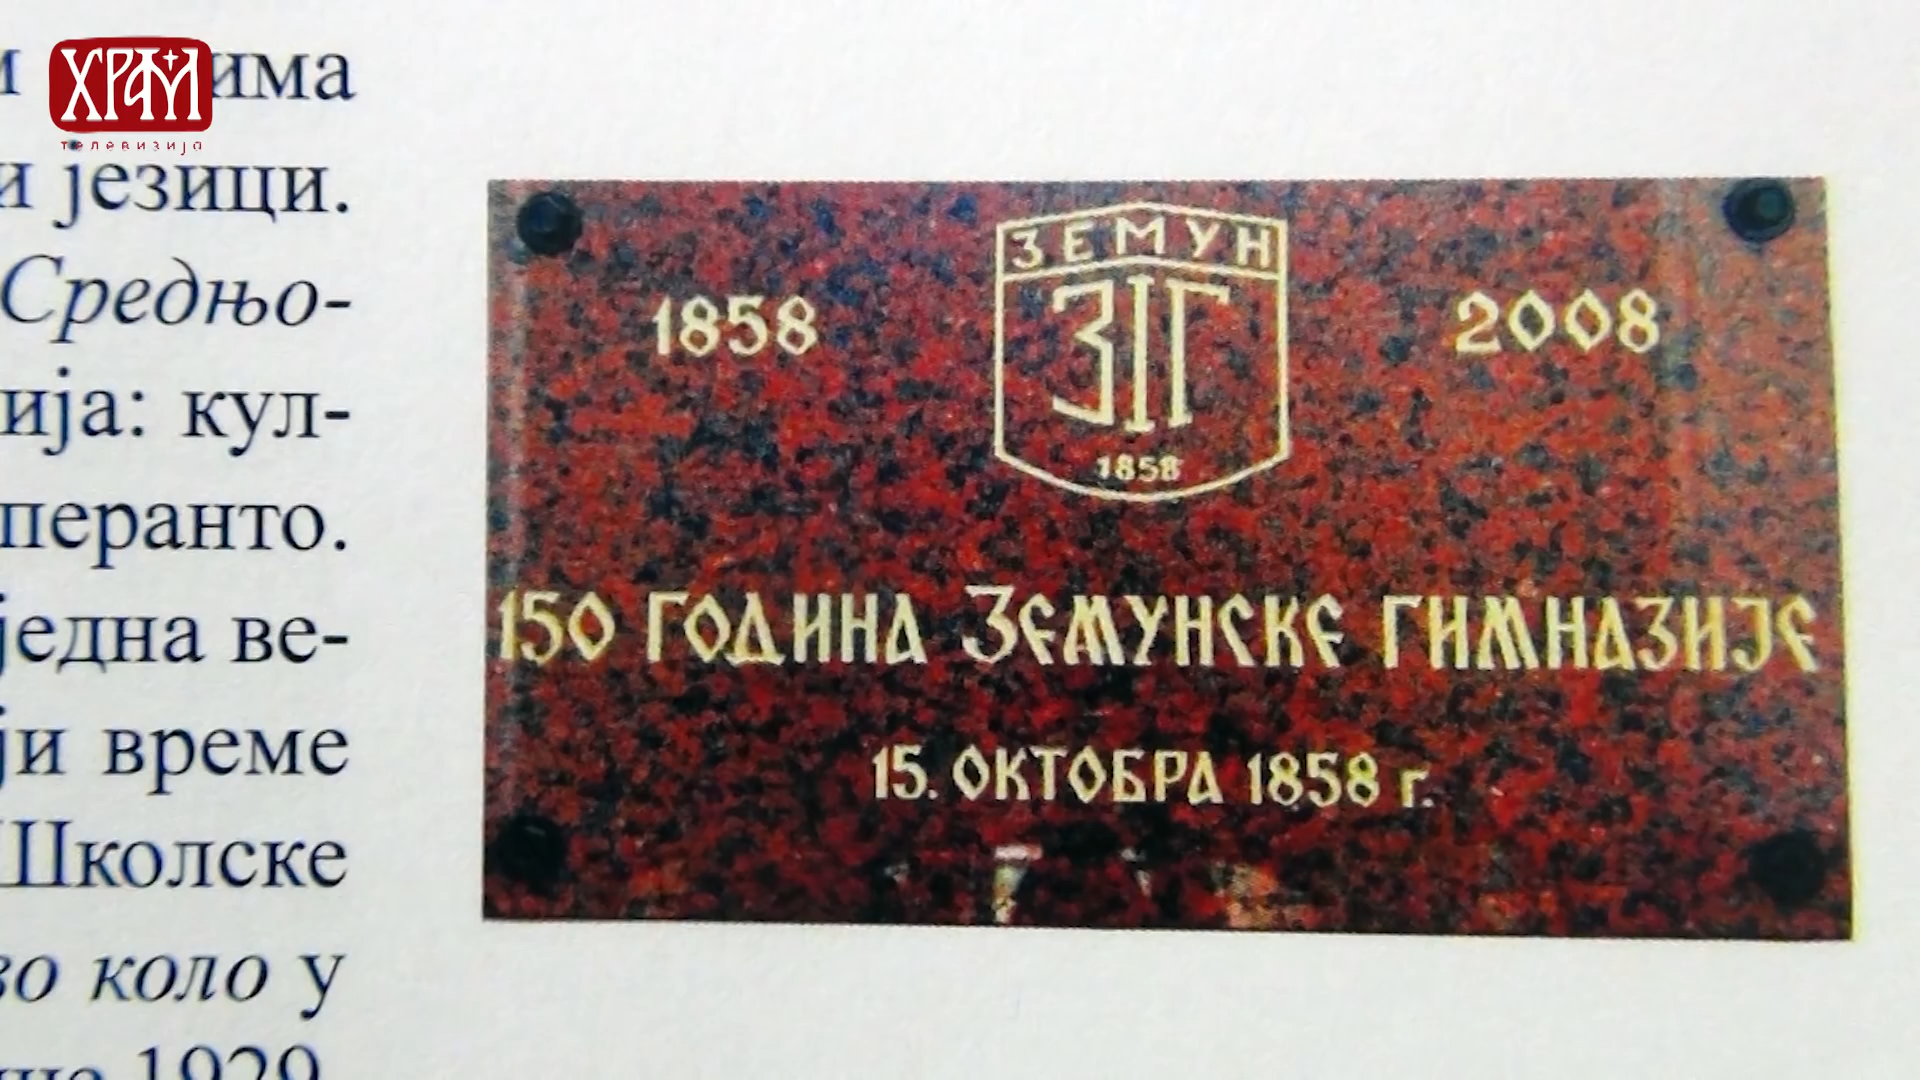 ХРАМ
телевизија
има
и језици.
Средњо-
ија: кул-
перанто.
једна ве-
ји време
Школске
во коло у
1929.
ЗЕМУН
1858 ЗГ 2008
1858
150 ГОДИНА ЗЕМУНСКЕ ГИМНАЗИЈЕ
15. ОКТОБРА 1858 г.